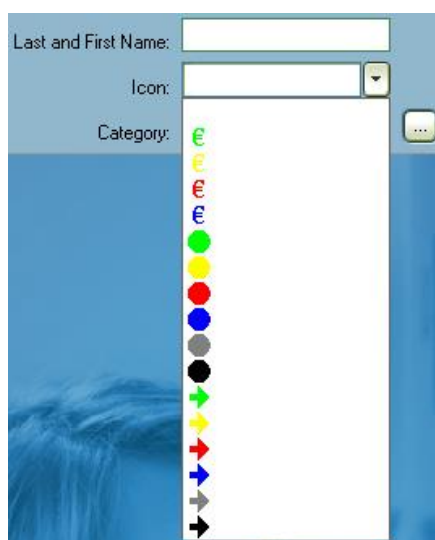 Last and First Name:
Icon:
Category:
...
€
€
€
€